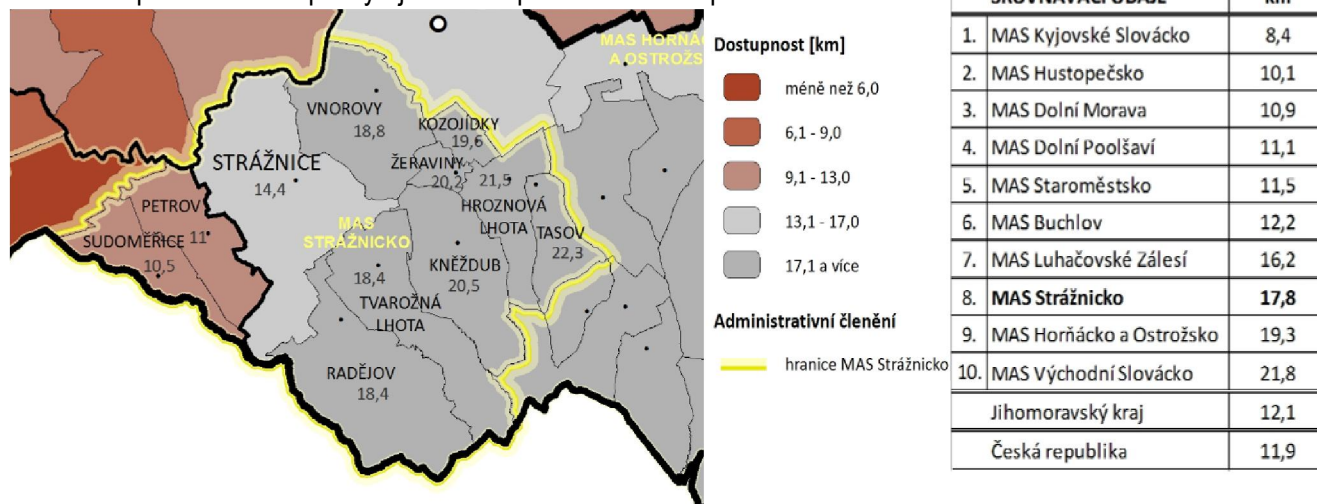 MAS HORŇÁ
A OSTROŽS
VNOROVY
18,8
KOZOJÍDKY
19,6
STRÁŽNICE
14,4
ŽERAVINY
20,2
21,5
HROZNOVÁ
LHOTA
TASOV
22,3
PETROV
11
SUDOMĚŘICE
10,5
MAS
STRÁŽNICKO
18,4
KNĚŽDUB
20,5
TVAROŽNÁ
LHOTA
RADĚJOV
18,4
Dostupnost [km]
méně než 6,0
6,1 - 9,0
9,1 - 13,0
13,1 - 17,0
17,1 a více
Administrativní členění
hranice MAS Strážnicko
SROVNÁVACÍ ÚDAJE km
1. MAS Kyjovské Slovácko 8,4
2. MAS Hustopečsko 10,1
3. MAS Dolní Morava 10,9
4. MAS Dolní Poolšaví 11,1
5. MAS Staroměstsko 11,5
6. MAS Buchlov 12,2
7. MAS Luhačovské Zálesí 16,2
8. MAS Strážnicko 17,8
9. MAS Horňácko a Ostrožsko 19,3
10. MAS Východní Slovácko 21,8
Jihomoravský kraj 12,1
Česká republika 11,9